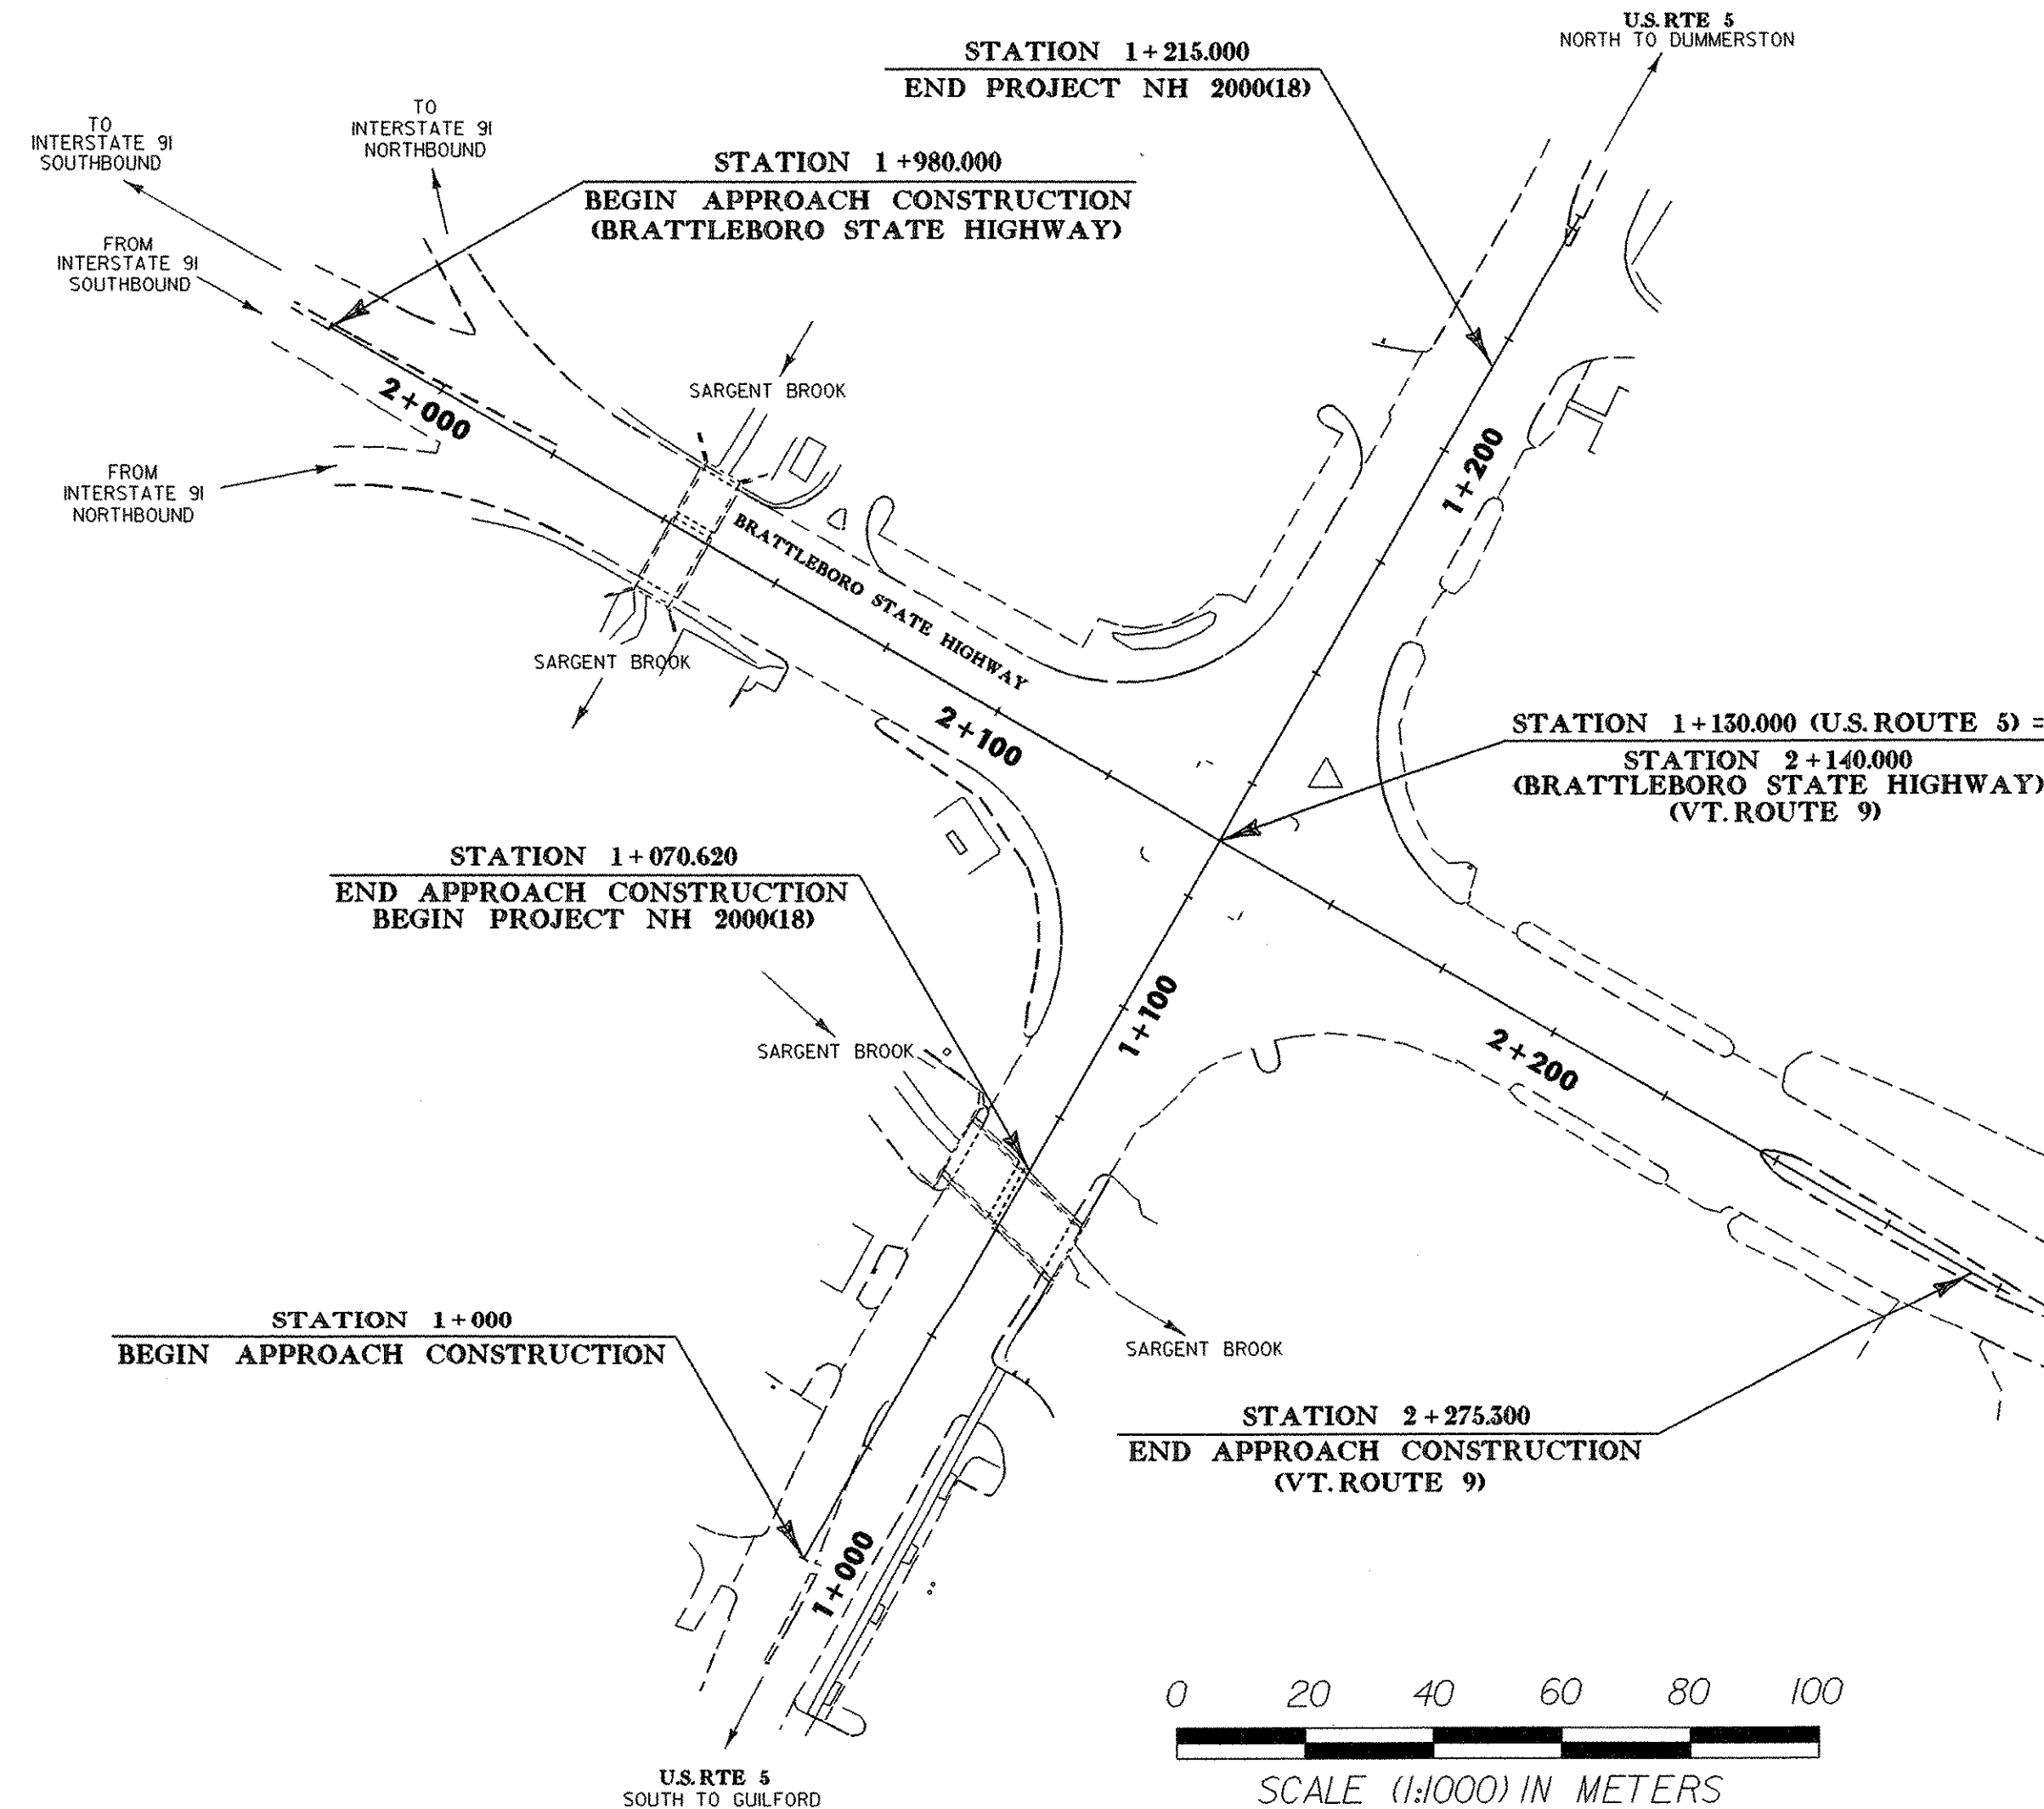 U.S. RTE 5
NORTH TO DUMMERSTON
STATION 1+215.000
END PROJECT NH 2000(18)
TO
INTERSTATE 91
SOUTHBOUND
TO
INTERSTATE 91
NORTHBOUND
STATION 1+980.000
BEGIN APPROACH CONSTRUCTION
(BRATTLEBORO STATE HIGHWAY)
FROM
INTERSTATE 91
SOUTHBOUND
2+000
SARGENT BROOK
1+200
FROM
INTERSTATE 91
NORTHBOUND
BRATTLEBORO STATE HIGHWAY
SARGENT BROOK
2+100
STATION 1+130.000 (U.S. ROUTE 5) =
STATION 2+140.000
(BRATTLEBORO STATE HIGHWAY)
(VT. ROUTE 9)
STATION 1+070.620
END APPROACH CONSTRUCTION
BEGIN PROJECT NH 2000(18)
1+100
SARGENT BROOK
2+200
STATION 1+000
BEGIN APPROACH CONSTRUCTION
SARGENT BROOK
STATION 2+275.300
END APPROACH CONSTRUCTION
(VT. ROUTE 9)
1+000
0 20 40 60 80 100
SCALE (1:1000) IN METERS
U.S. RTE 5
SOUTH TO GUILFORD